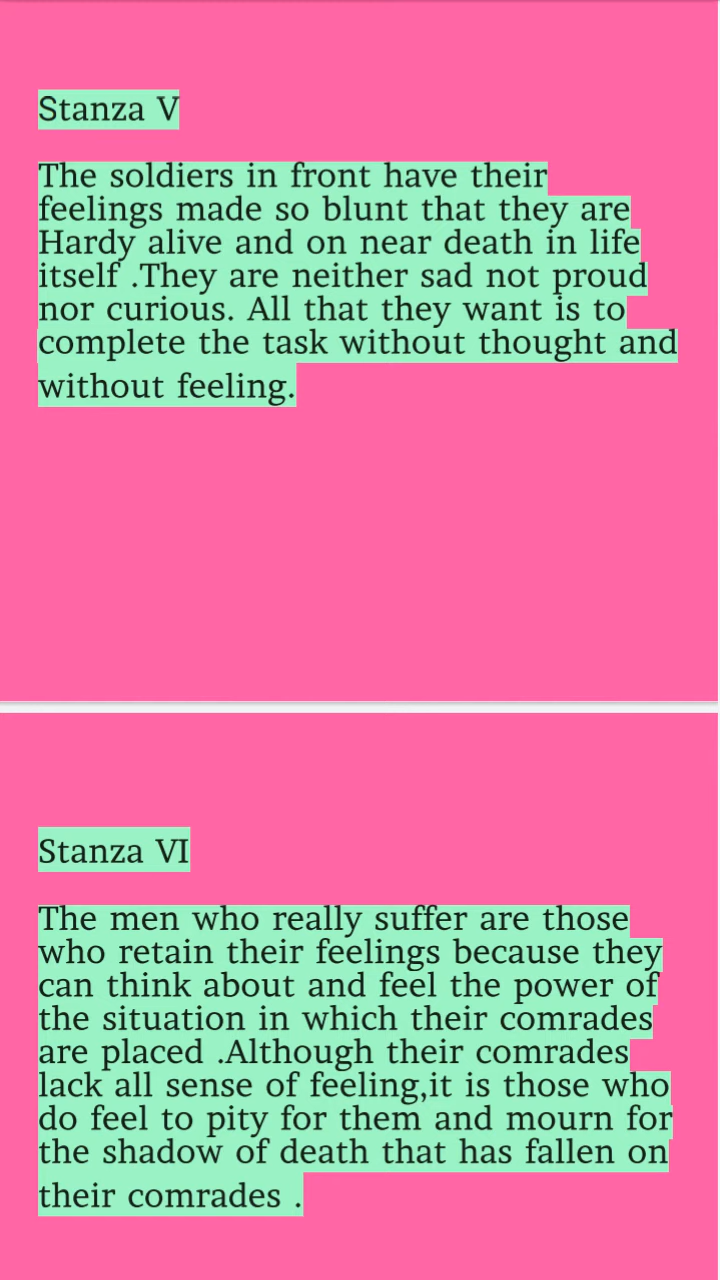 Stanza V
The soldiers in front have their
feelings made so blunt that they are
Hardy alive and on near death in life
itself .They are neither sad not proud
nor curious. All that they want is to
complete the task without thought and
without feeling.
Stanza VI
The men who really suffer are those
who retain their feelings because they
can think about and feel the power of
the situation in which their comrades
are placed .Although their comrades
lack all sense of feeling,it is those who
do feel to pity for them and mourn for
the shadow of death that has fallen on
their comrades .